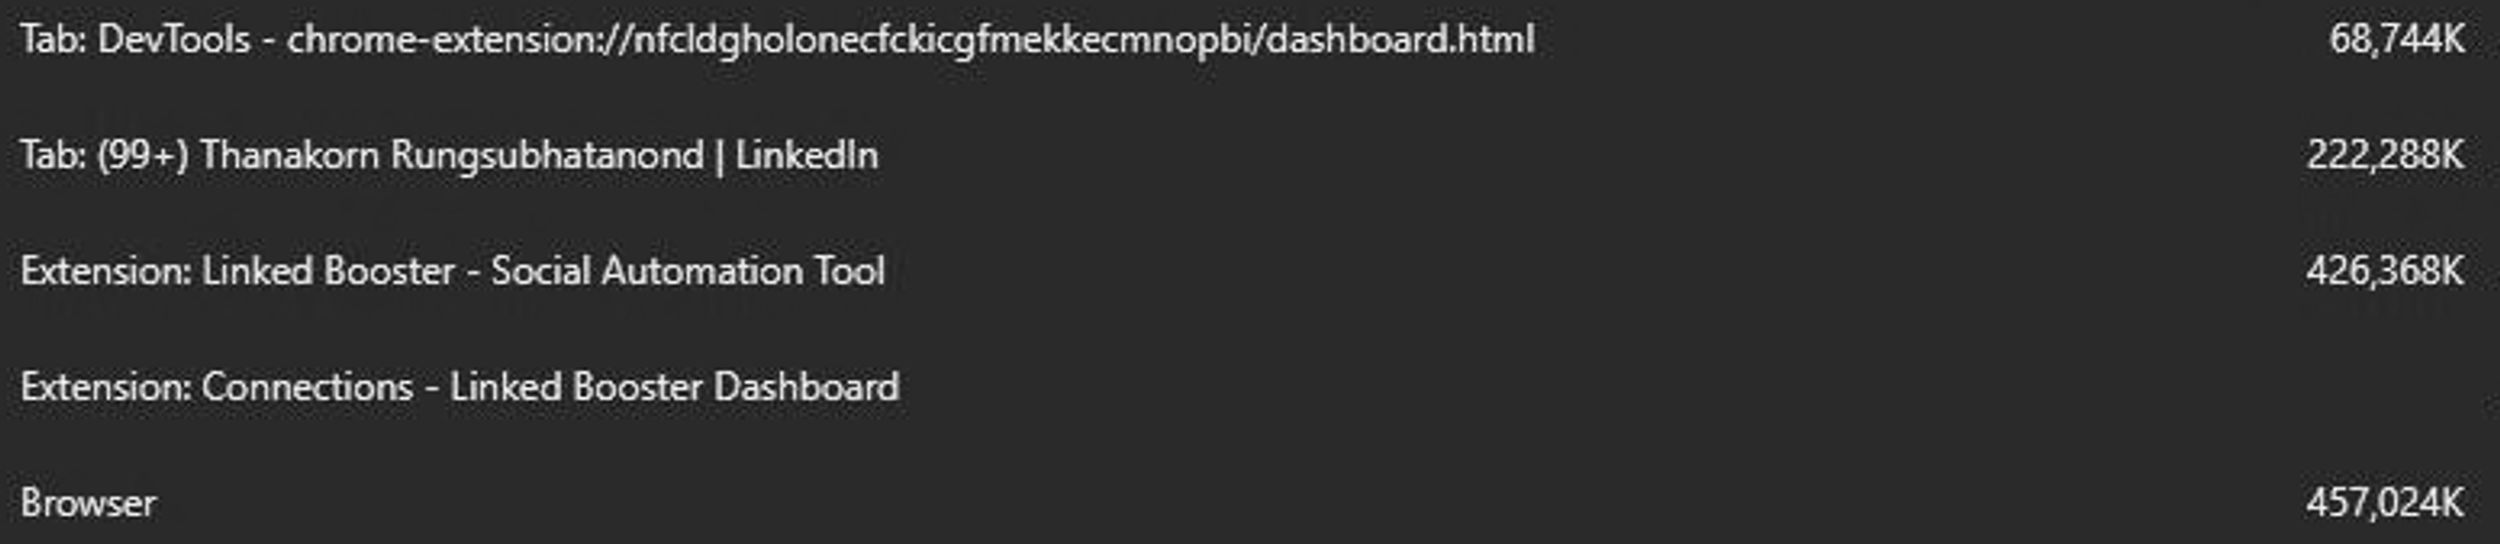 Tab: DevTools - chrome-extension://nfcldgholonecfckicgfmekkecmnopbi/dashboard.html 68,744K
Tab: (99+) Thanakorn Rungsubhatanond | LinkedIn 222,288K
Extension: Linked Booster - Social Automation Tool 426,368K
Extension: Connections - Linked Booster Dashboard
Browser 457,024K